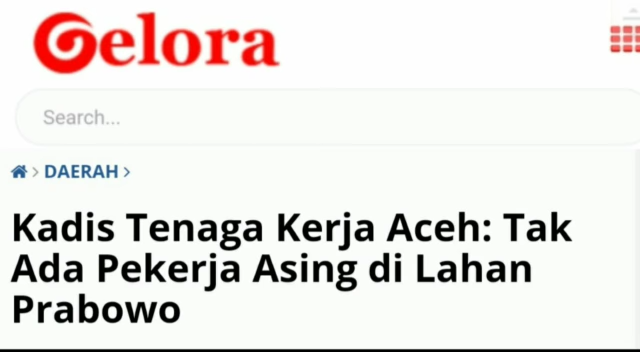 Gelora
Search...
DAERAH
Kadis Tenaga Kerja Aceh: Tak
Ada Pekerja Asing di Lahan
Prabowo